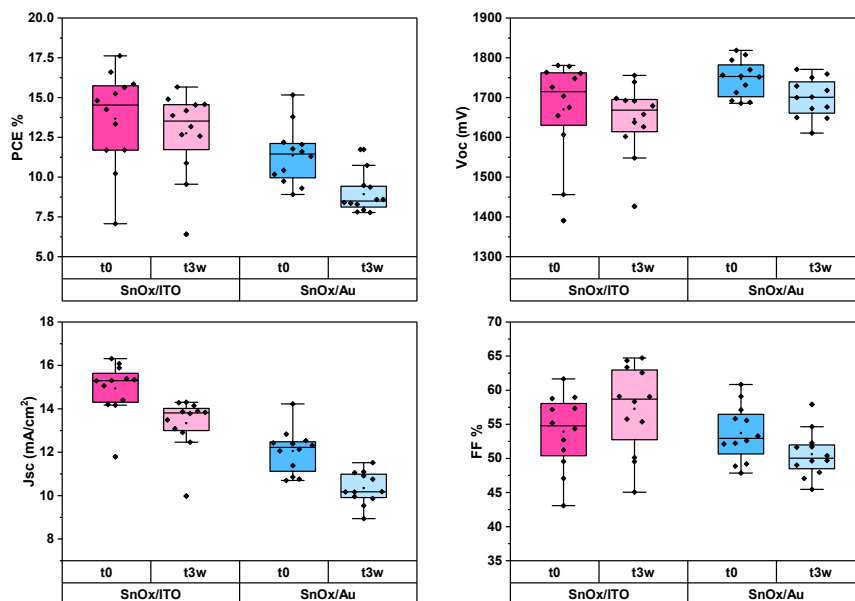 PCE %
20.0
17.5
15.0
12.5
10.0
7.5
5.0
t0 t3w t0 t3w
SnOx/ITO SnOx/Au
Voc (mV)
1900
1800
1700
1600
1500
1400
1300
t0 t3w t0 t3w
SnOx/ITO SnOx/Au
Jsc (mA/cm²)
18
16
14
12
10
8
t0 t3w t0 t3w
SnOx/ITO SnOx/Au
FF %
70
65
60
55
50
45
40
35
t0 t3w t0 t3w
SnOx/ITO SnOx/Au